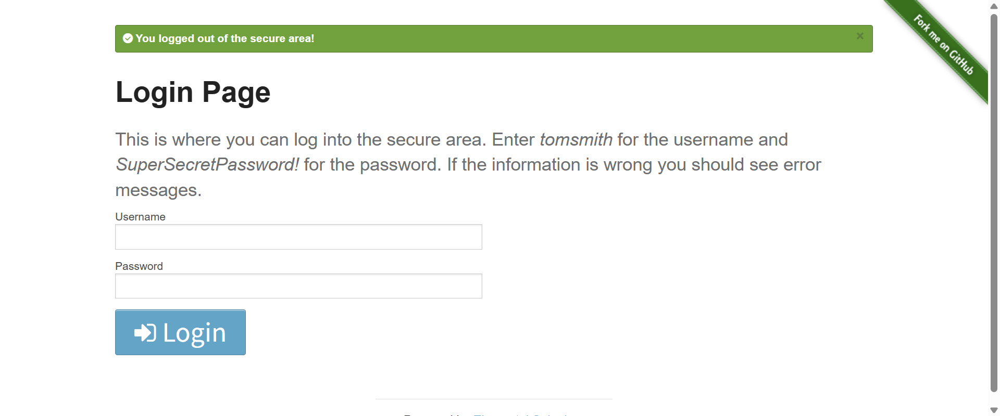 You logged out of the secure area!
×
Fork me on GitHub
Login Page
This is where you can log into the secure area. Enter tomsmith for the username and
SuperSecretPassword! for the password. If the information is wrong you should see error
messages.
Username
Password
Login